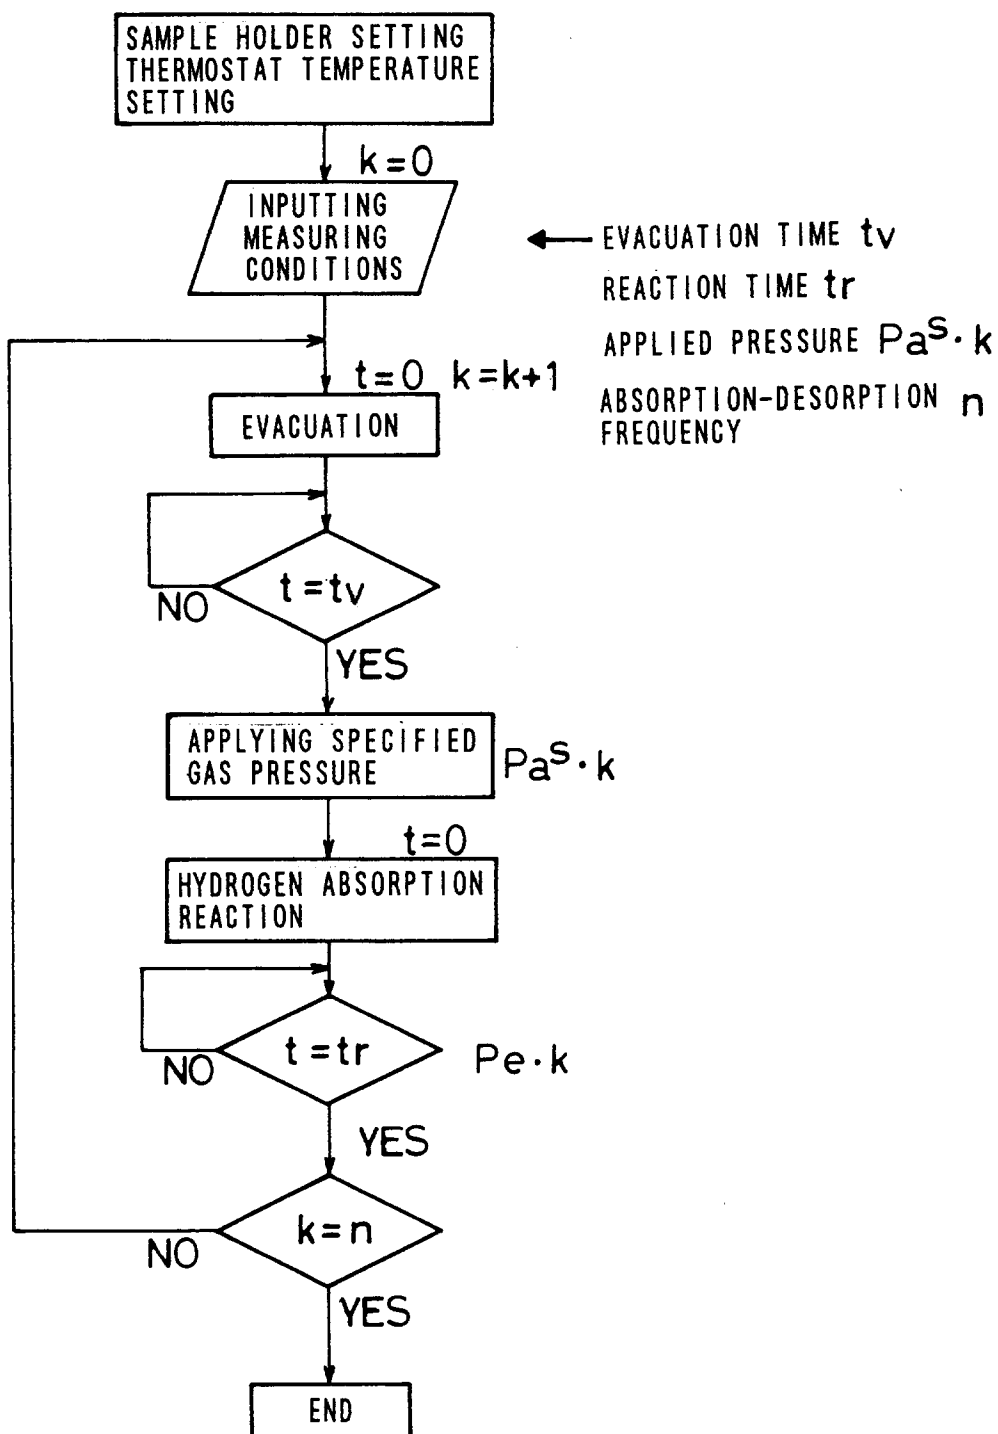 SAMPLE HOLDER SETTING
THERMOSTAT TEMPERATURE
SETTING
k=0
INPUTTING
MEASURING
CONDITIONS
EVACUATION TIME tv
REACTION TIME tr
APPLIED PRESSURE Pa^S·k
ABSORPTION-DESORPTION n
FREQUENCY
t=0 k=k+1
EVACUATION
t=tv
NO
YES
APPLYING SPECIFIED
GAS PRESSURE
Pa^S·k
t=0
HYDROGEN ABSORPTION
REACTION
t=tr
NO
Pe·k
YES
k=n
NO
YES
END